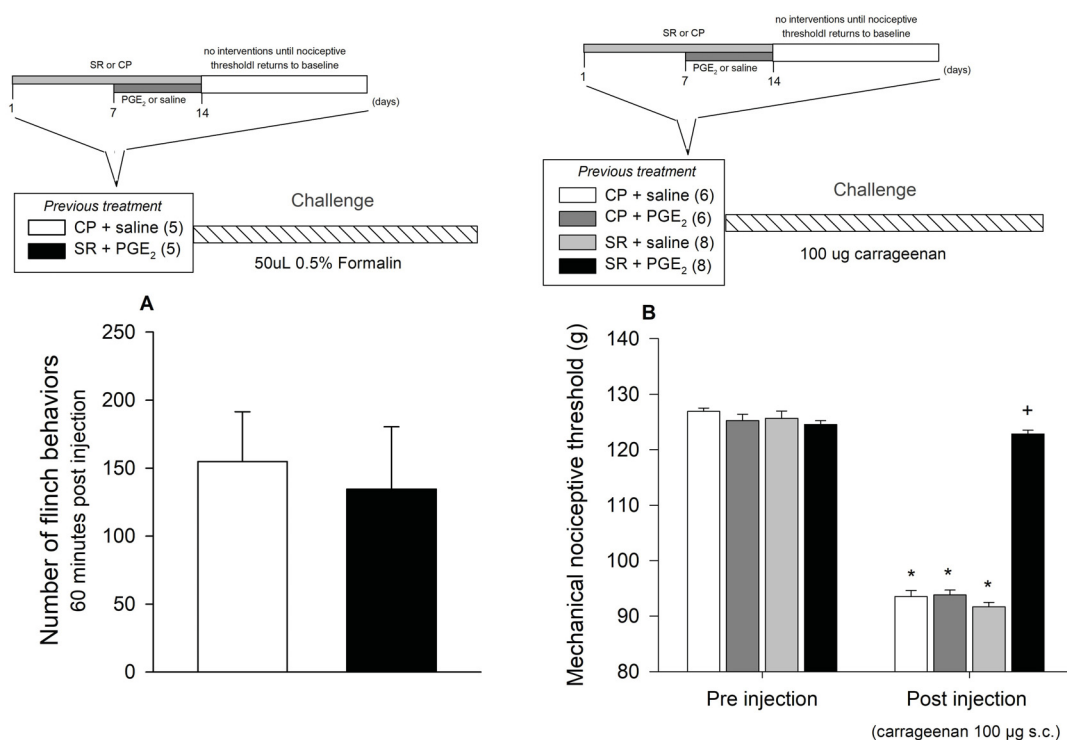 no interventions until nociceptive
thresholdl returns to baseline
SR or CP
PGE2 or saline
1
7
14
(days)
Previous treatment
CP + saline (5)
SR + PGE2 (5)
Challenge
50uL 0.5% Formalin
no interventions until nociceptive
thresholdl returns to baseline
SR or CP
PGE2 or saline
1
7
14
(days)
Previous treatment
CP + saline (6)
CP + PGE2 (6)
SR + saline (8)
SR + PGE2 (8)
Challenge
100 ug carrageenan
A
Number of flinch behaviors
60 minutes post injection
250
200
150
100
50
0
B
Mechanical nociceptive threshold (g)
140
130
120
110
100
90
80
* * *
+
Pre injection
Post injection
(carrageenan 100 µg s.c.)